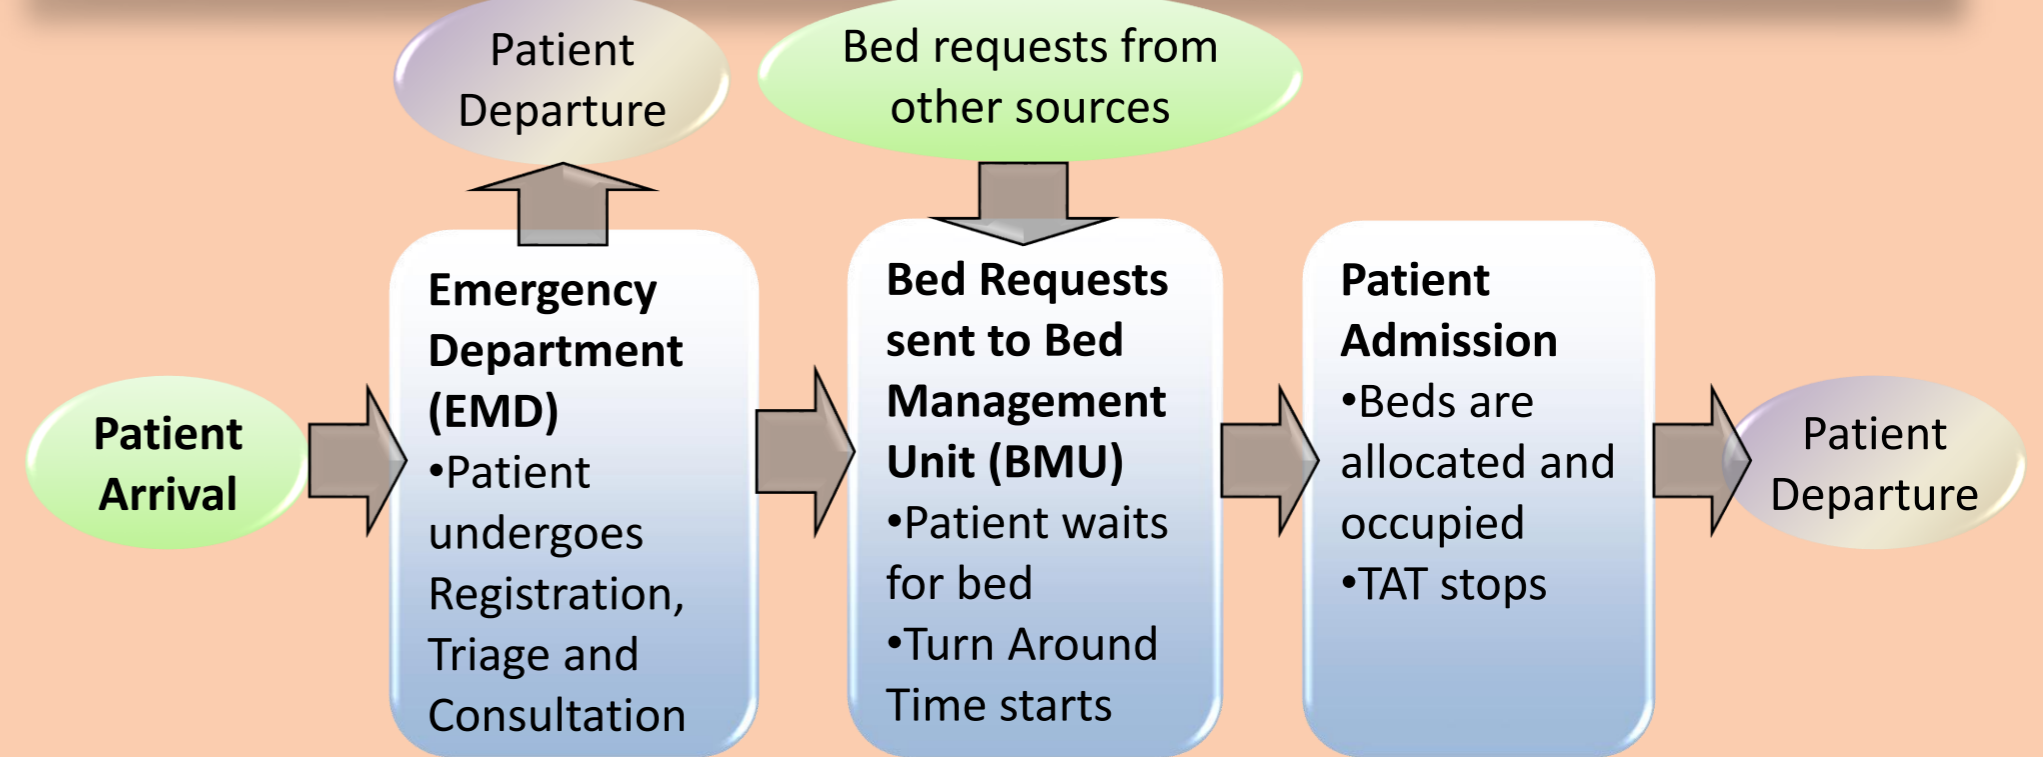 Patient
Departure
Bed requests from
other sources
Patient
Arrival
Emergency
Department
(EMD)
•Patient
undergoes
Registration,
Triage and
Consultation
Bed Requests
sent to Bed
Management
Unit (BMU)
•Patient waits
for bed
•Turn Around
Time starts
Patient
Admission
•Beds are
allocated and
occupied
•TAT stops
Patient
Departure